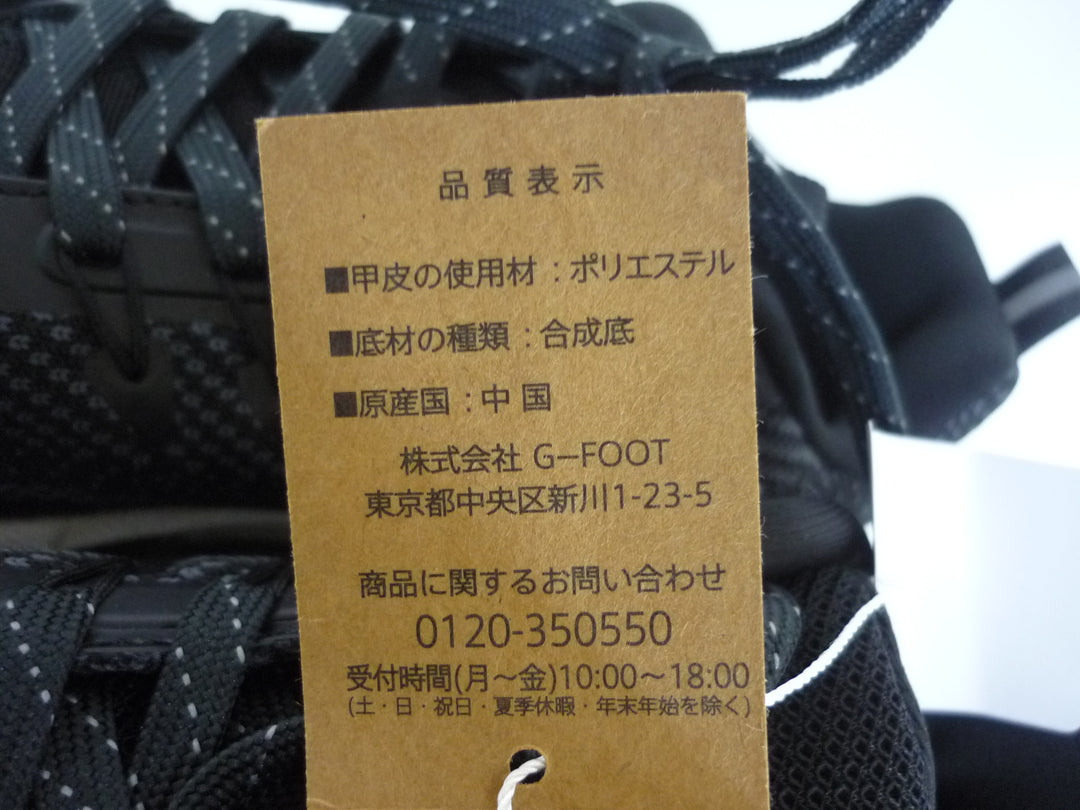 品質表示
■甲皮の使用材：ポリエステル
■底材の種類：合成底
■原産国：中国
株式会社 G−FOOT
東京都中央区新川1-23-5
商品に関するお問い合わせ
0120-350550
受付時間(月〜金)10:00〜18:00
(土・日・祝日・夏季休暇・年末年始を除く)